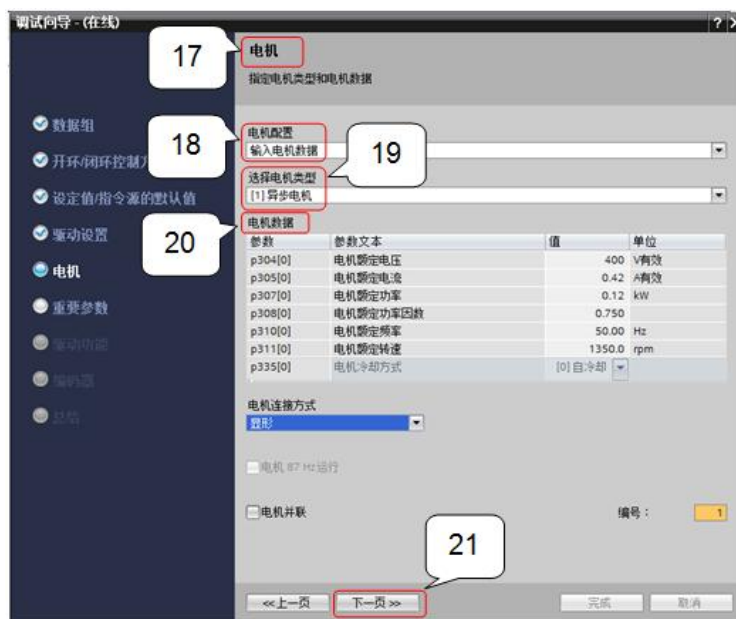 调试向导 - (在线)
17
电机
指定电机类型和电机数据
数据组
开环/闭环控制方
设定值/指令源的默认值
驱动设置
电机
重要参数
驱动功能
编码器
总结
18
电机配置
输入电机数据
19
选择电机类型
[1] 异步电机
20
电机数据
参数 参数文本 值 单位
p304[0] 电机额定电压 400 V有效
p305[0] 电机额定电流 0.42 A有效
p307[0] 电机额定功率 0.12 kW
p308[0] 电机额定功率因数 0.750
p310[0] 电机额定频率 50.00 Hz
p311[0] 电机额定转速 1350.0 rpm
p335[0] 电机冷却方式 [0] 自冷却
电机连接方式
星形
电机 87 Hz 运行
电机并联 编号： 1
21
<<上一页 下一页>> 完成 取消